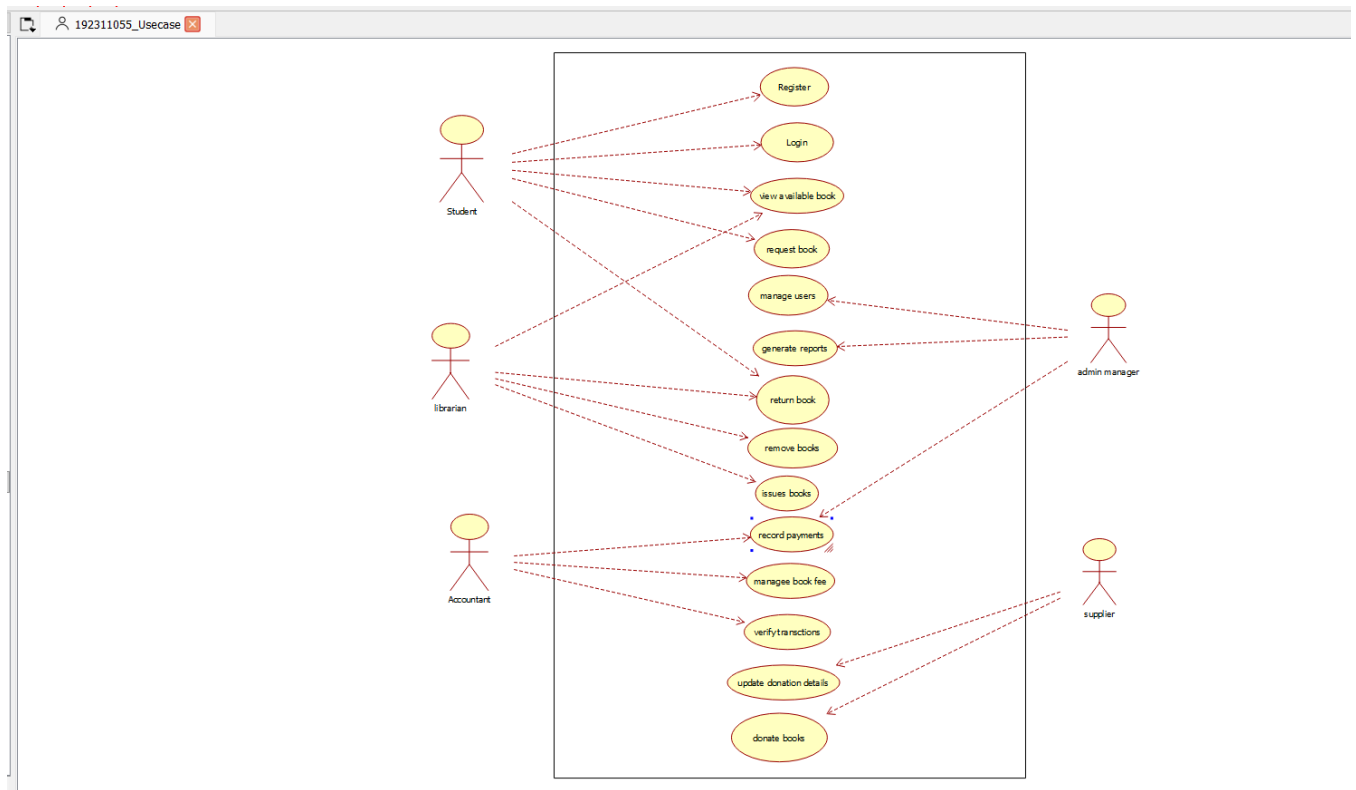 192311055_Usecase
Register
Login
Student
view available book
request book
manage users
generate reports
admin manager
librarian
return book
remove books
issues books
record payments
Accountant
managee book fee
supplier
verify transctions
update donation details
donate books